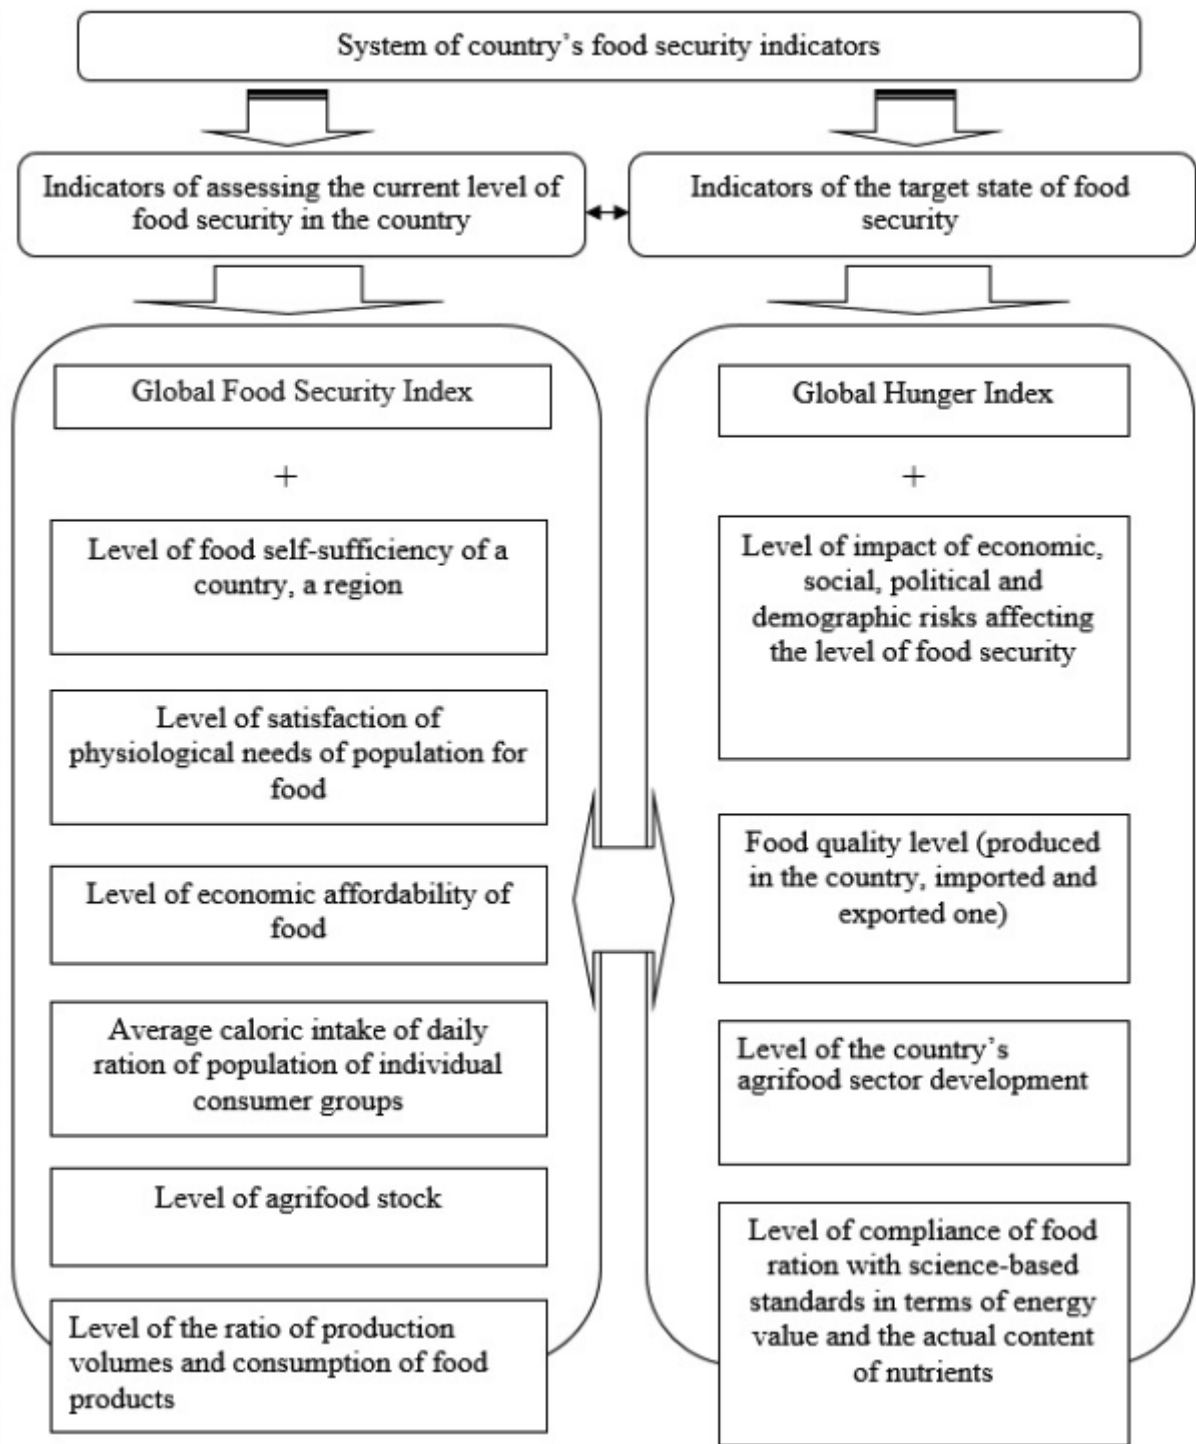 System of country’s food security indicators
Indicators of assessing the current level of
food security in the country
Indicators of the target state of food
security
Global Food Security Index
+
Level of food self-sufficiency of a
country, a region
Level of satisfaction of
physiological needs of population for
food
Level of economic affordability of
food
Average caloric intake of daily
ration of population of individual
consumer groups
Level of agrifood stock
Level of the ratio of production
volumes and consumption of food
products
Global Hunger Index
+
Level of impact of economic,
social, political and
demographic risks affecting
the level of food security
Food quality level (produced
in the country, imported and
exported one)
Level of the country’s
agrifood sector development
Level of compliance of food
ration with science-based
standards in terms of energy
value and the actual content
of nutrients